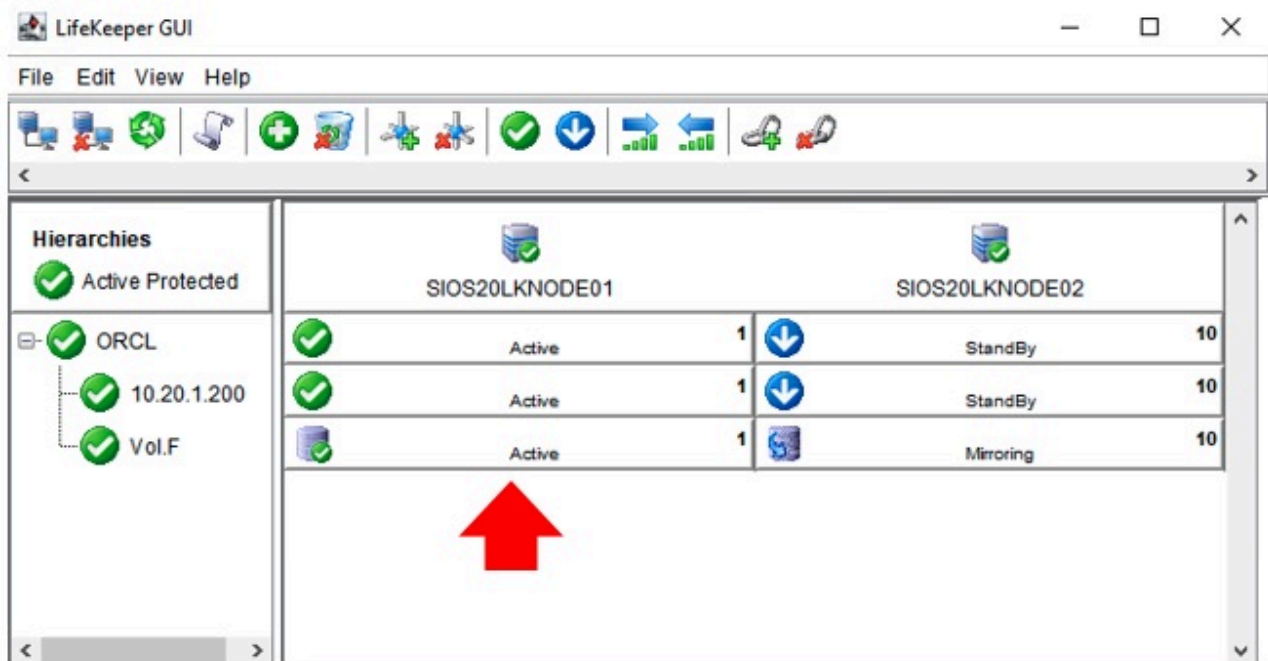 LifeKeeper GUI
File Edit View Help
Hierarchies
Active Protected
SIOS20LKNODE01 SIOS20LKNODE02
ORCL Active 1 StandBy 10
10.20.1.200 Active 1 StandBy 10
Vol.F Active 1 Mirroring 10